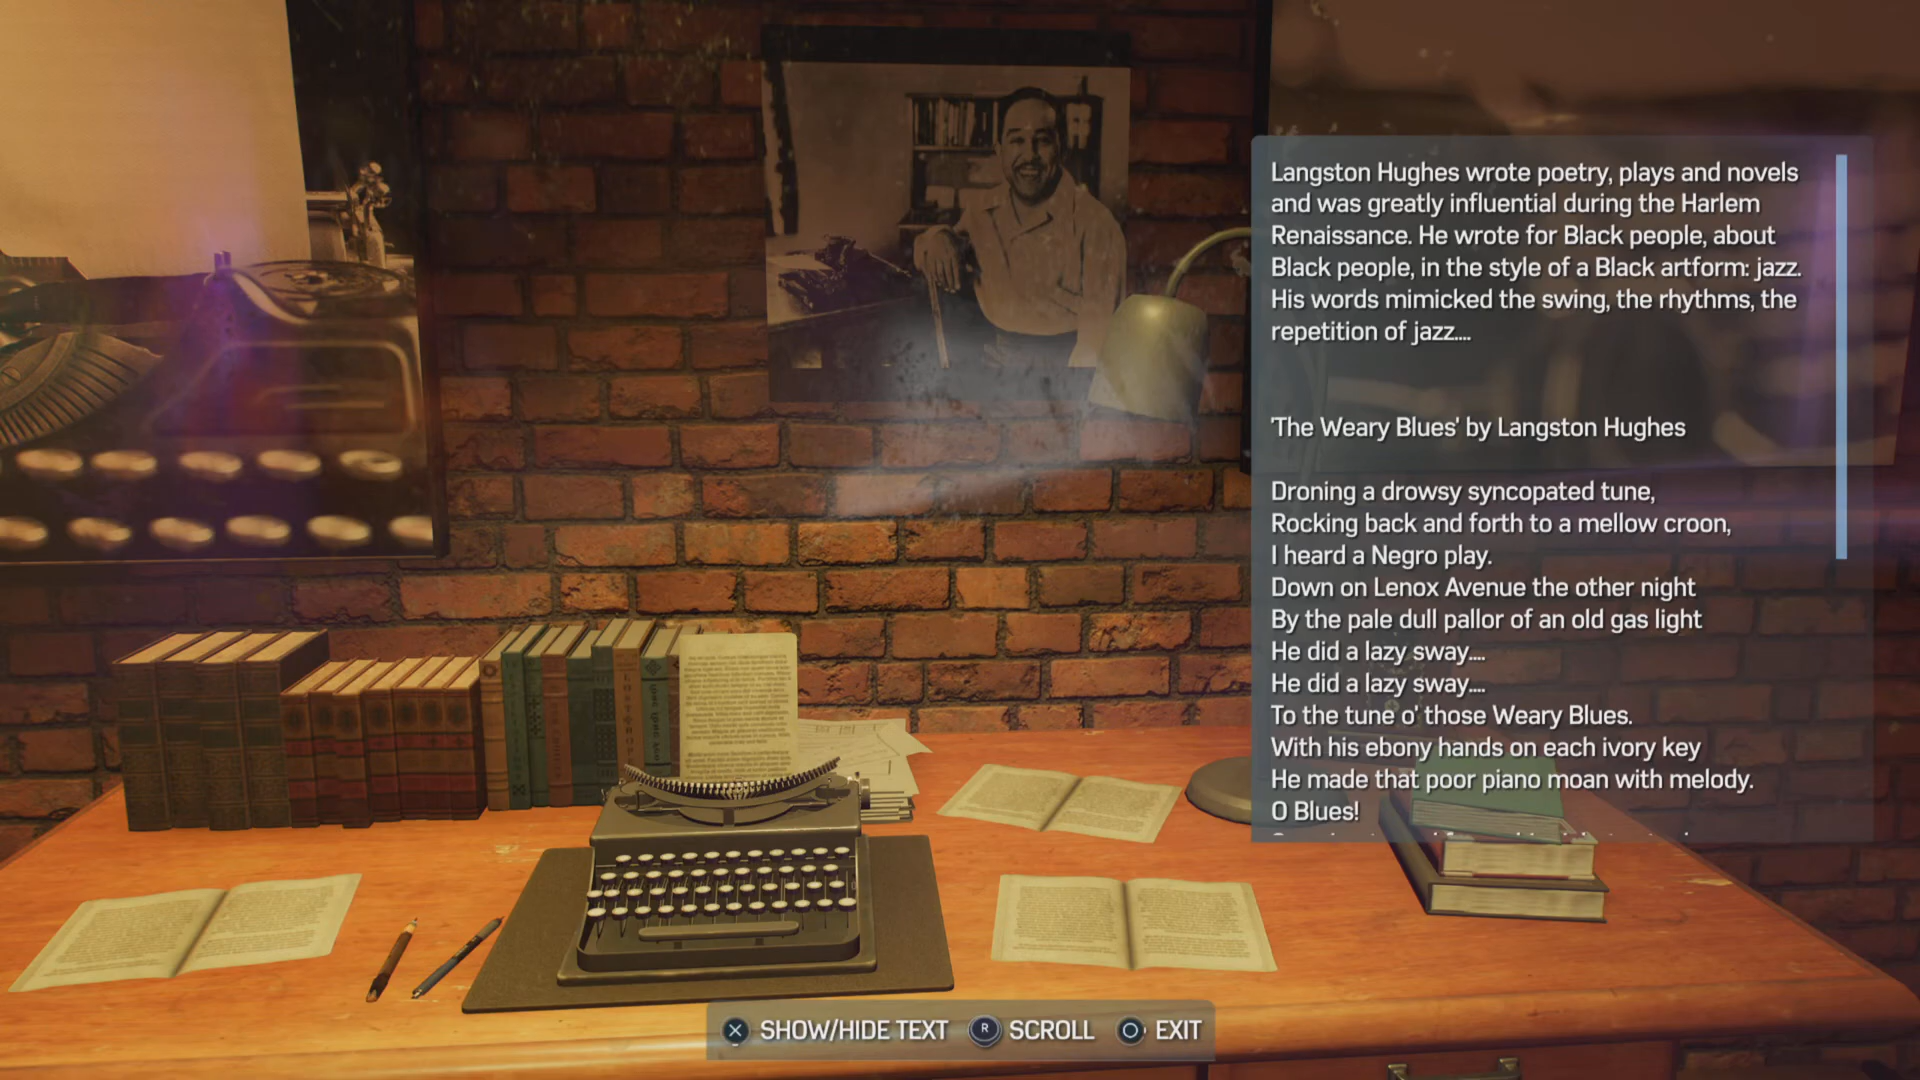 Langston Hughes wrote poetry, plays and novels
and was greatly influential during the Harlem
Renaissance. He wrote for Black people, about
Black people, in the style of a Black artform: jazz.
His words mimicked the swing, the rhythms, the
repetition of jazz....
'The Weary Blues' by Langston Hughes
Droning a drowsy syncopated tune,
Rocking back and forth to a mellow croon,
I heard a Negro play.
Down on Lenox Avenue the other night
By the pale dull pallor of an old gas light
He did a lazy sway....
He did a lazy sway....
To the tune o' those Weary Blues.
With his ebony hands on each ivory key
He made that poor piano moan with melody.
O Blues!
SHOW/HIDE TEXT R SCROLL EXIT